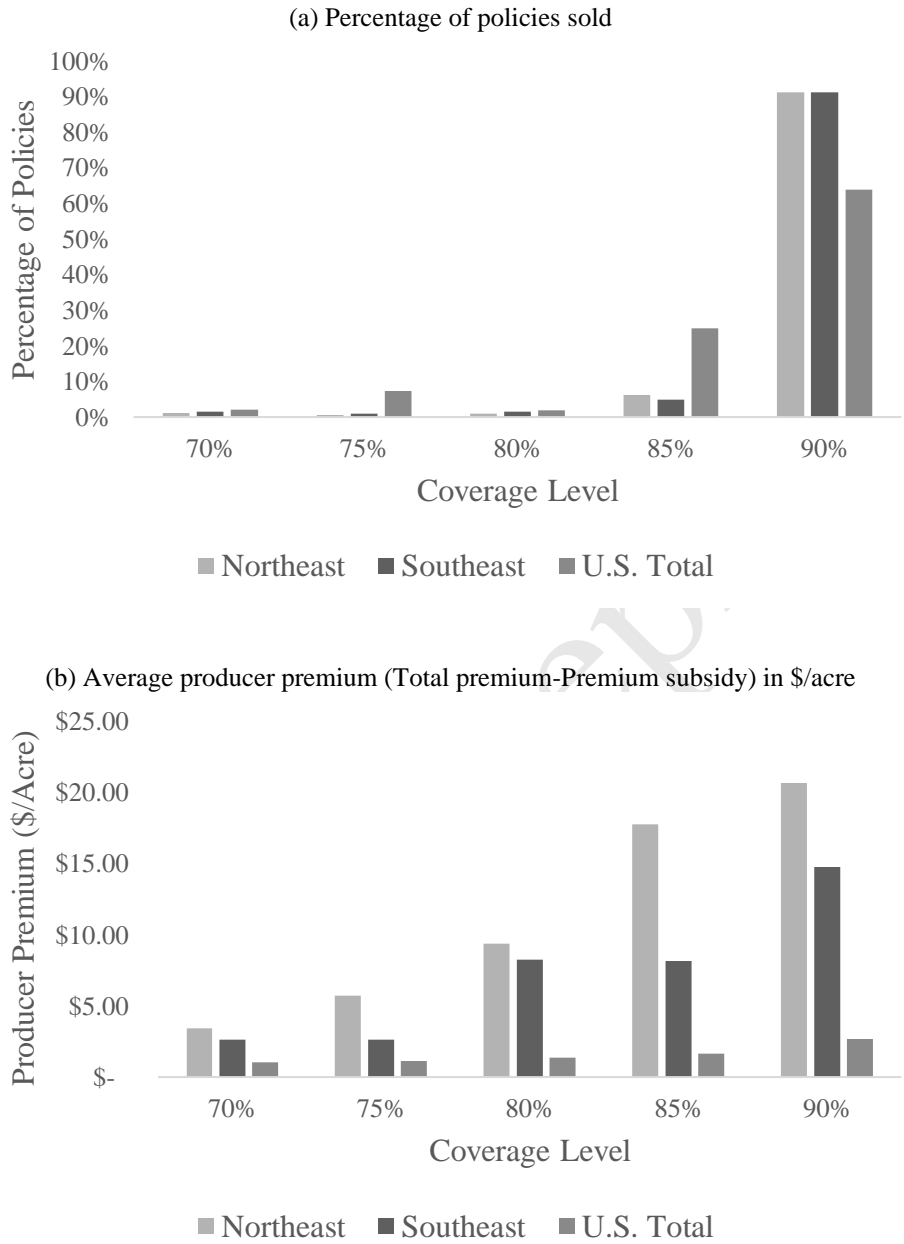 (a) Percentage of policies sold
100%
90%
80%
70%
60%
50%
40%
30%
20%
10%
0%
Percentage of Policies
70% 75% 80% 85% 90%
Coverage Level
Northeast Southeast U.S. Total
(b) Average producer premium (Total premium-Premium subsidy) in $/acre
$25.00
$20.00
$15.00
$10.00
$5.00
$-
Producer Premium ($/Acre)
70% 75% 80% 85% 90%
Coverage Level
Northeast Southeast U.S. Total